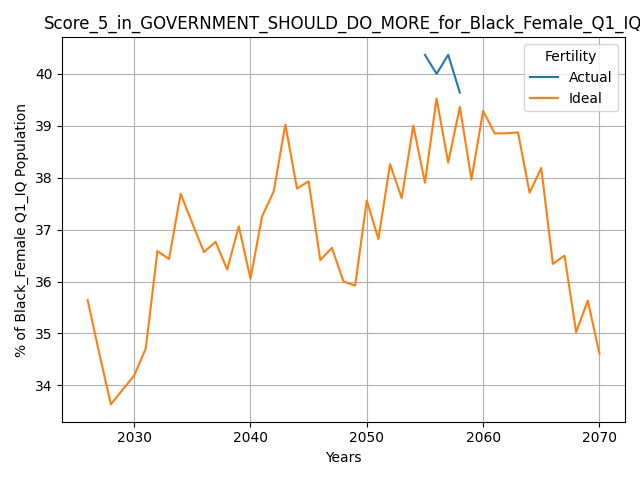 Score_5_in_GOVERNMENT_SHOULD_DO_MORE_for_Black_Female_Q1_IQ
Fertility
Actual
Ideal
% of Black_Female Q1_IQ Population
40
39
38
37
36
35
34
2030
2040
2050
2060
2070
Years